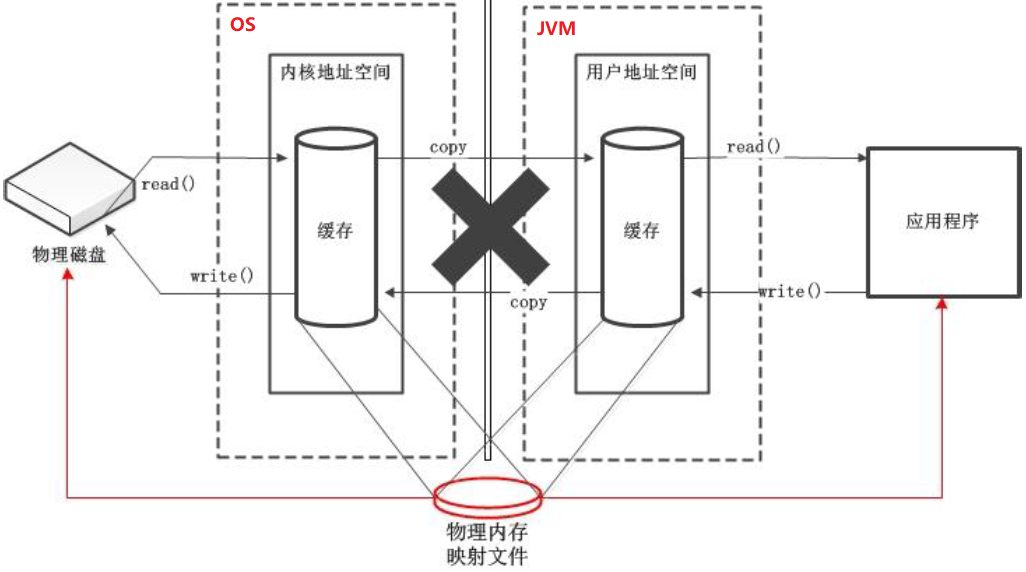 OS
JVM
内核地址空间
用户地址空间
copy
read()
read()
缓存
缓存
应用程序
物理磁盘
write()
copy
write()
物理内存
映射文件